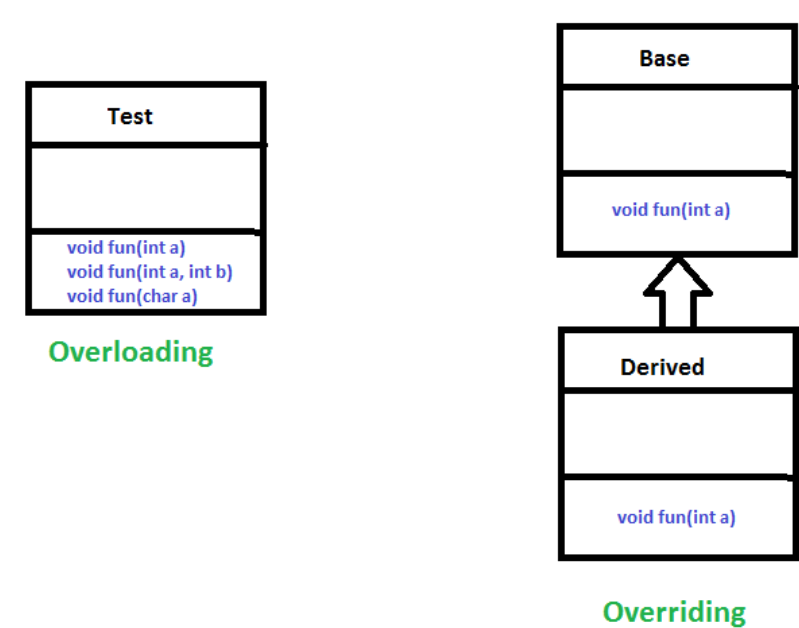 Test
void fun(int a)
void fun(int a, int b)
void fun(char a)
Overloading
Base
void fun(int a)
Derived
void fun(int a)
Overriding